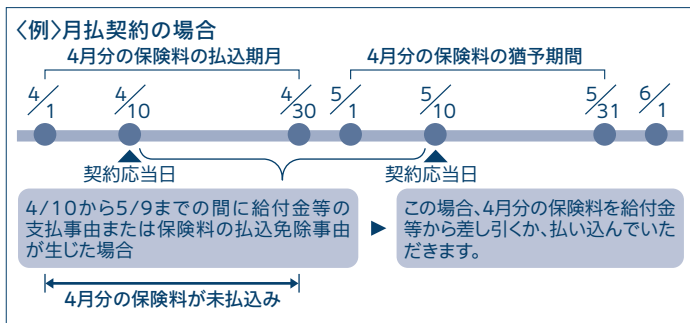 〈例〉月払契約の場合
4月分の保険料の払込期月
4月分の保険料の猶予期間
4/1
4/10
4/30
5/1
5/10
5/31
6/1
契約応当日
契約応当日
4/10から5/9までの間に給付金等の
支払事由または保険料の払込免除事由
が生じた場合
この場合、4月分の保険料を給付金
等から差し引くか、払い込んでいた
だきます。
4月分の保険料が未払込み